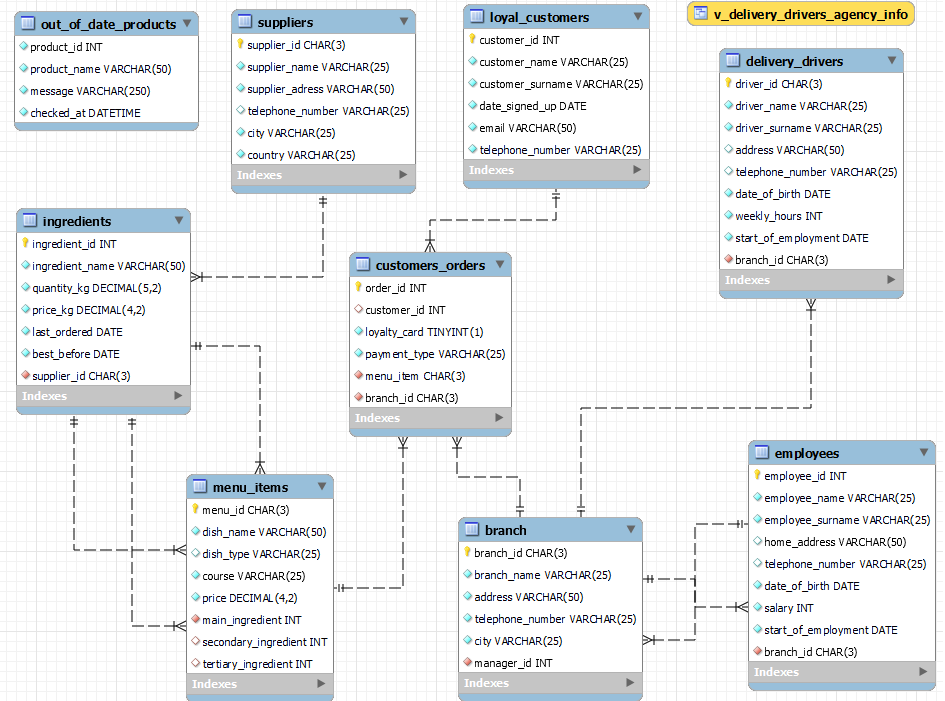 out_of_date_products
product_id INT
product_name VARCHAR(50)
message VARCHAR(250)
checked_at DATETIME
suppliers
supplier_id CHAR(3)
supplier_name VARCHAR(25)
supplier_adress VARCHAR(50)
telephone_number VARCHAR(25)
city VARCHAR(25)
country VARCHAR(25)
Indexes
loyal_customers
customer_id INT
customer_name VARCHAR(25)
customer_surname VARCHAR(25)
date_signed_up DATE
email VARCHAR(50)
telephone_number VARCHAR(25)
Indexes
v_delivery_drivers_agency_info
delivery_drivers
driver_id CHAR(3)
driver_name VARCHAR(25)
driver_surname VARCHAR(25)
address VARCHAR(50)
telephone_number VARCHAR(25)
date_of_birth DATE
weekly_hours INT
start_of_employment DATE
branch_id CHAR(3)
Indexes
ingredients
ingredient_id INT
ingredient_name VARCHAR(50)
quantity_kg DECIMAL(5,2)
price_kg DECIMAL(4,2)
last_ordered DATE
best_before DATE
supplier_id CHAR(3)
Indexes
customers_orders
order_id INT
customer_id INT
loyalty_card TINYINT(1)
payment_type VARCHAR(25)
menu_item CHAR(3)
branch_id CHAR(3)
Indexes
menu_items
menu_id CHAR(3)
dish_name VARCHAR(50)
dish_type VARCHAR(25)
course VARCHAR(25)
price DECIMAL(4,2)
main_ingredient INT
secondary_ingredient INT
tertiary_ingredient INT
Indexes
branch
branch_id CHAR(3)
branch_name VARCHAR(25)
address VARCHAR(50)
telephone_number VARCHAR(25)
city VARCHAR(25)
manager_id INT
Indexes
employees
employee_id INT
employee_name VARCHAR(25)
employee_surname VARCHAR(25)
home_address VARCHAR(50)
telephone_number VARCHAR(25)
date_of_birth DATE
salary INT
start_of_employment DATE
branch_id CHAR(3)
Indexes